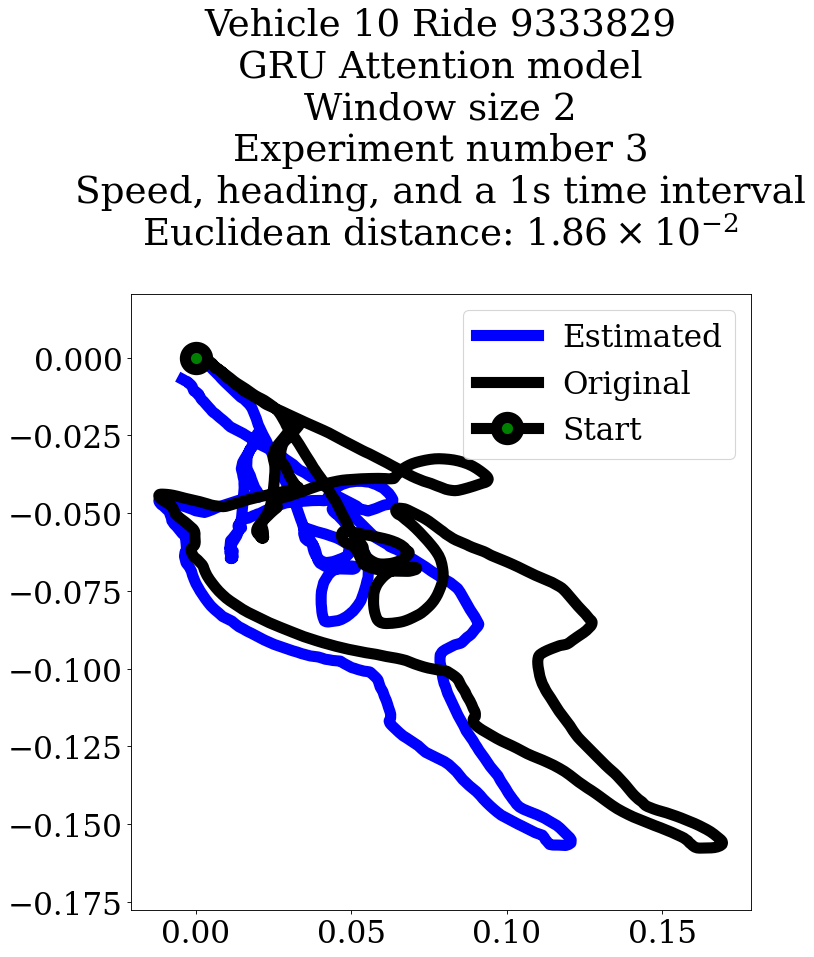 Vehicle 10 Ride 9333829
GRU Attention model
Window size 2
Experiment number 3
Speed, heading, and a 1s time interval
Euclidean distance: 1.86 × 10⁻²
Estimated
Original
Start
0.000
−0.025
−0.050
−0.075
−0.100
−0.125
−0.150
−0.175
0.00 0.05 0.10 0.15